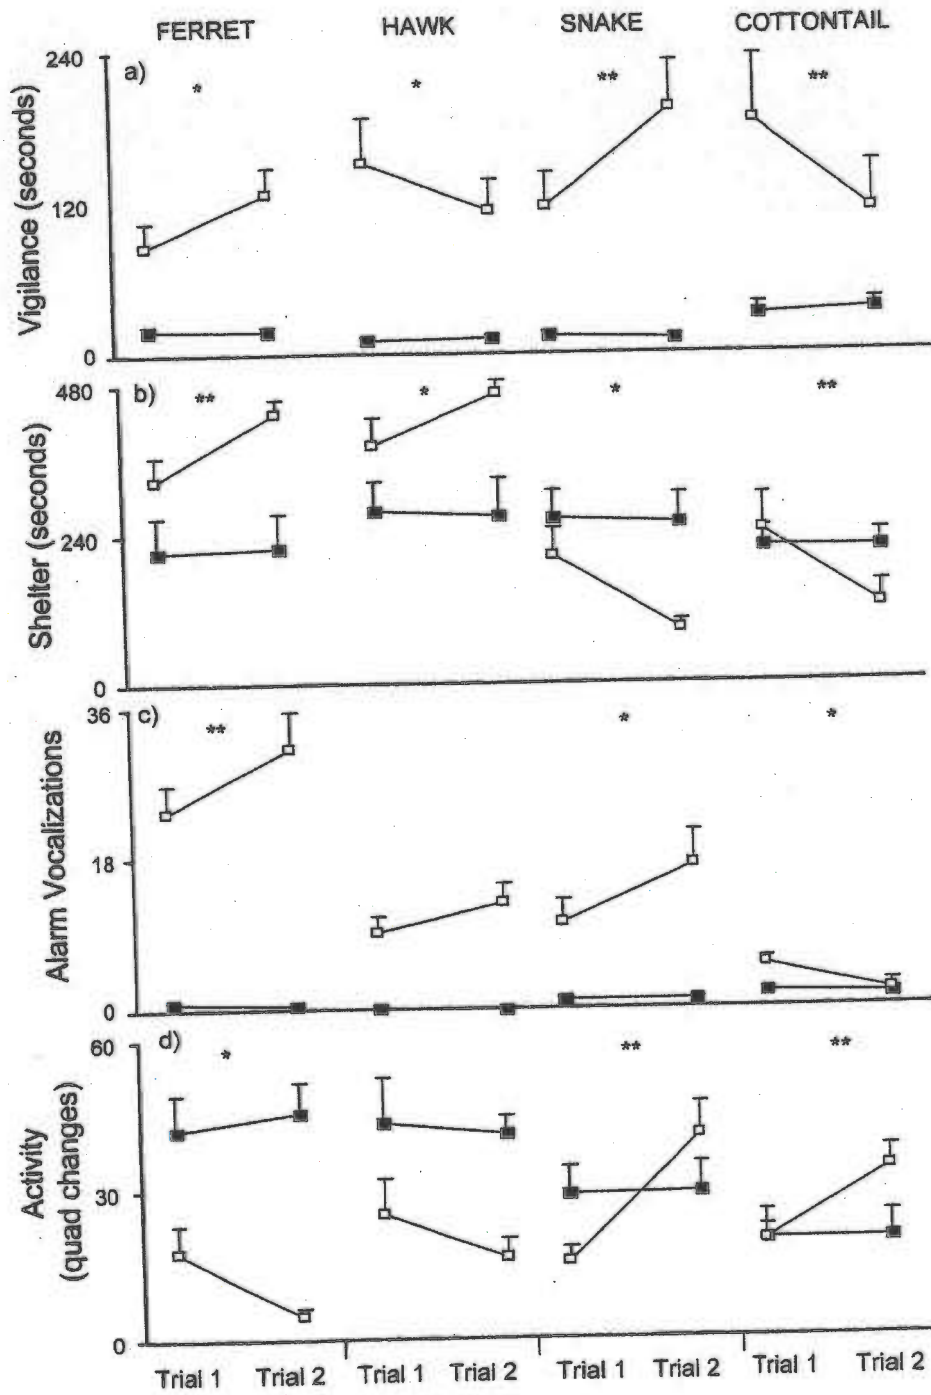 FERRET HAWK SNAKE COTTONTAIL
240 a) * * ** **
Vigilance (seconds)
120
0
480 b) ** * * **
Shelter (seconds)
240
0
36 c) ** * *
Alarm Vocalizations
18
0
60 d) * ** **
Activity
(quad changes)
30
0
Trial 1 Trial 2 Trial 1 Trial 2 Trial 1 Trial 2 Trial 1 Trial 2